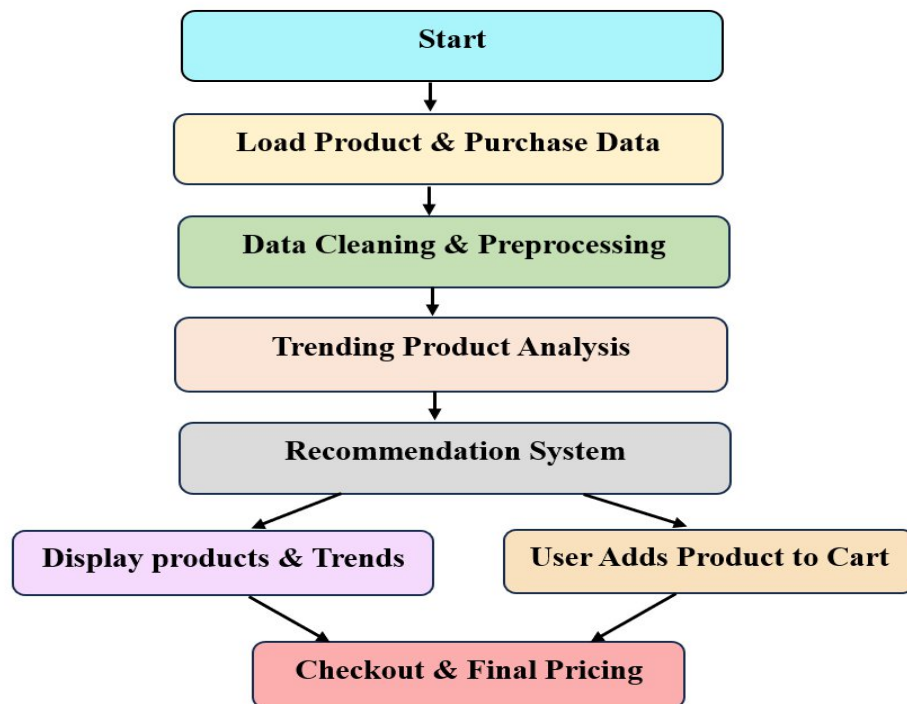 Start
Load Product & Purchase Data
Data Cleaning & Preprocessing
Trending Product Analysis
Recommendation System
Display products & Trends
User Adds Product to Cart
Checkout & Final Pricing